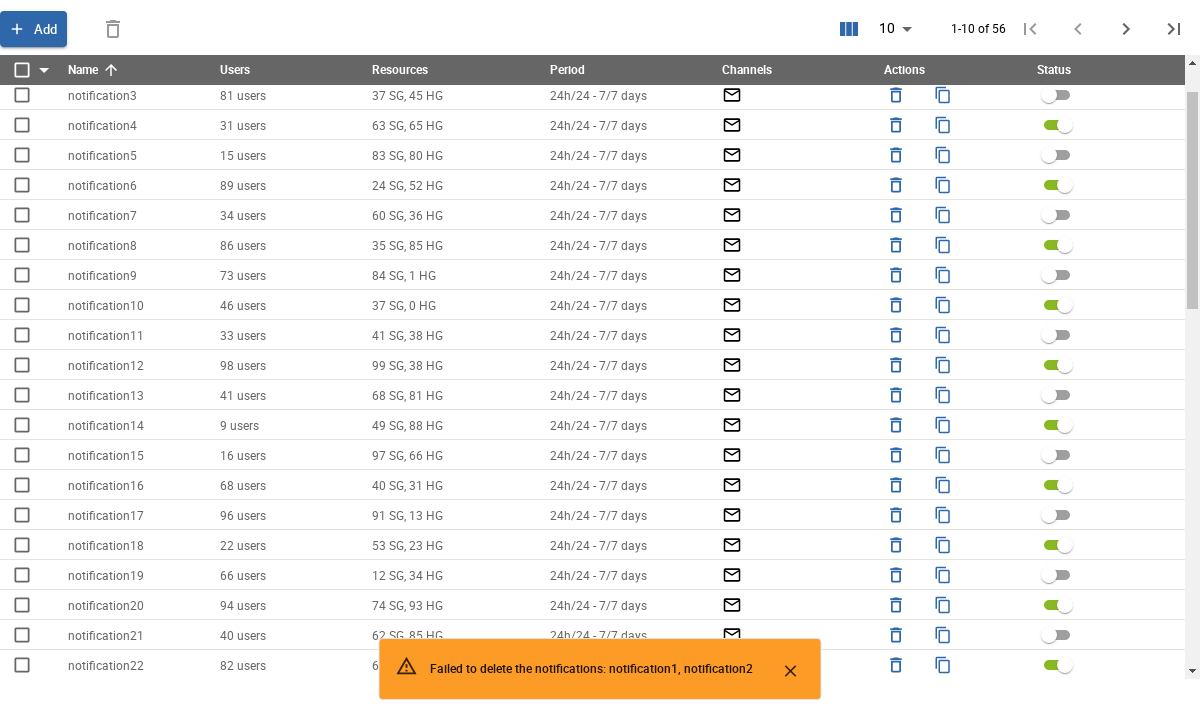 Add 10 1-10 of 56
Name Users Resources Period Channels Actions Status
notification3 81 users 37 SG, 45 HG 24h/24 - 7/7 days
notification4 31 users 63 SG, 65 HG 24h/24 - 7/7 days
notification5 15 users 83 SG, 80 HG 24h/24 - 7/7 days
notification6 89 users 24 SG, 52 HG 24h/24 - 7/7 days
notification7 34 users 60 SG, 36 HG 24h/24 - 7/7 days
notification8 86 users 35 SG, 85 HG 24h/24 - 7/7 days
notification9 73 users 84 SG, 1 HG 24h/24 - 7/7 days
notification10 46 users 37 SG, 0 HG 24h/24 - 7/7 days
notification11 33 users 41 SG, 38 HG 24h/24 - 7/7 days
notification12 98 users 99 SG, 38 HG 24h/24 - 7/7 days
notification13 41 users 68 SG, 81 HG 24h/24 - 7/7 days
notification14 9 users 49 SG, 88 HG 24h/24 - 7/7 days
notification15 16 users 97 SG, 66 HG 24h/24 - 7/7 days
notification16 68 users 40 SG, 31 HG 24h/24 - 7/7 days
notification17 96 users 91 SG, 13 HG 24h/24 - 7/7 days
notification18 22 users 53 SG, 23 HG 24h/24 - 7/7 days
notification19 66 users 12 SG, 34 HG 24h/24 - 7/7 days
notification20 94 users 74 SG, 93 HG 24h/24 - 7/7 days
notification21 40 users 62 SG, 85 HG 24h/24 - 7/7 days
notification22 82 users
Failed to delete the notifications: notification1, notification2